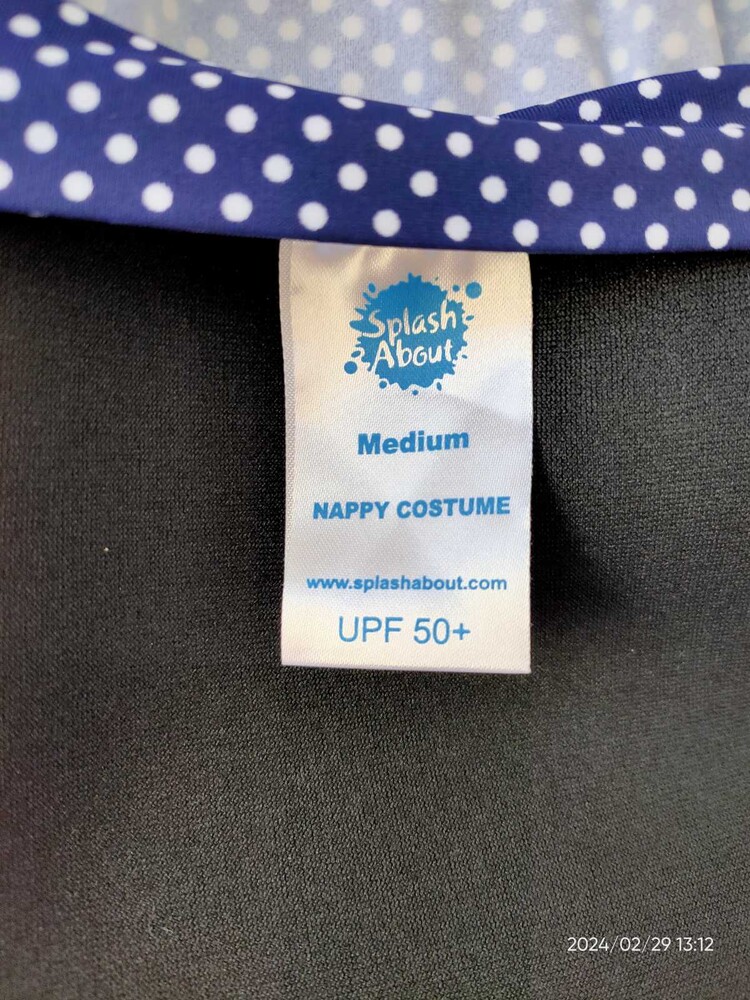 Splash
About
Medium
NAPPY COSTUME
www.splashabout.com
UPF 50+
2024/02/29 13:12